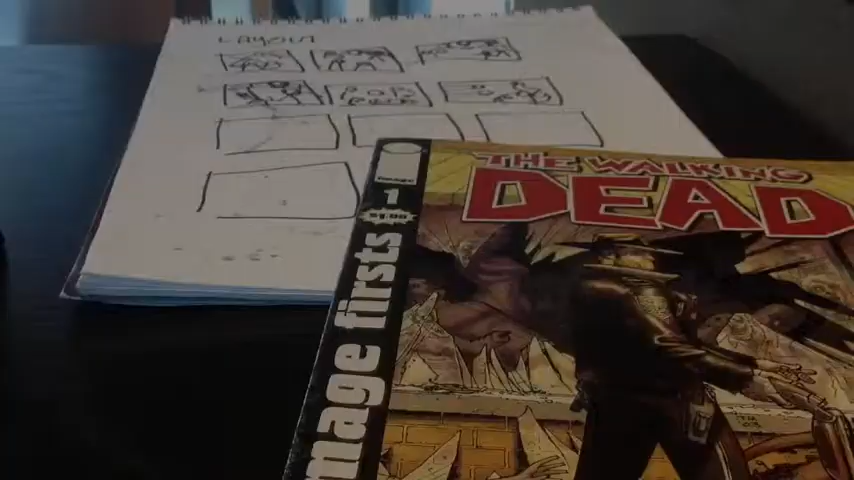 LAYOUT
THE WALKING
DEAD
1
$1.00
image firsts